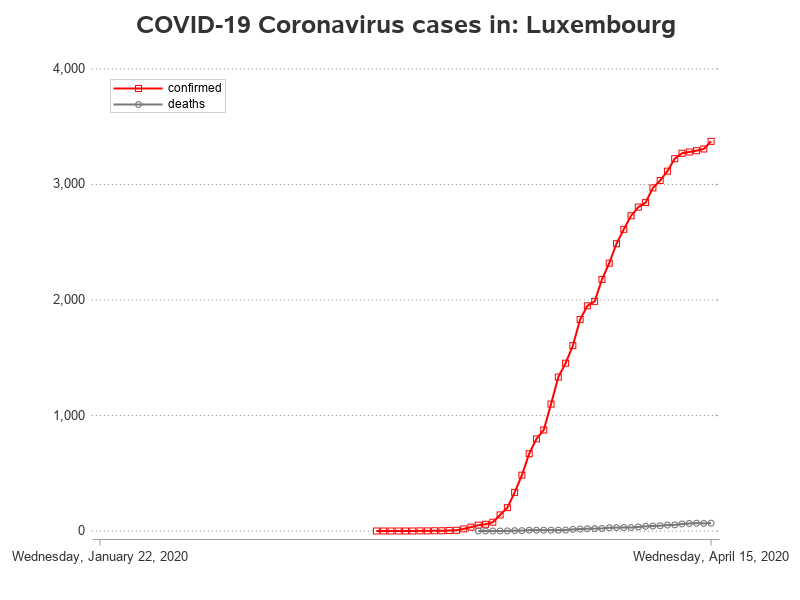 COVID-19 Coronavirus cases in: Luxembourg
4,000
confirmed
deaths
3,000
2,000
1,000
0
Wednesday, January 22, 2020
Wednesday, April 15, 2020